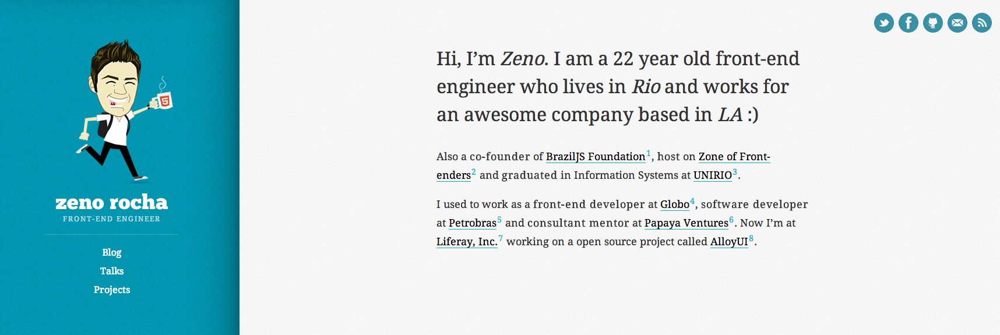 zeno rocha
FRONT-END ENGINEER
Blog
Talks
Projects
Hi, I’m Zeno. I am a 22 year old front-end
engineer who lives in Rio and works for
an awesome company based in LA :)
Also a co-founder of BrazilJS Foundation1, host on Zone of Front-
enders2 and graduated in Information Systems at UNIRIO3.
I used to work as a front-end developer at Globo4, software developer
at Petrobras5 and consultant mentor at Papaya Ventures6. Now I’m at
Liferay, Inc.7 working on a open source project called AlloyUI8.